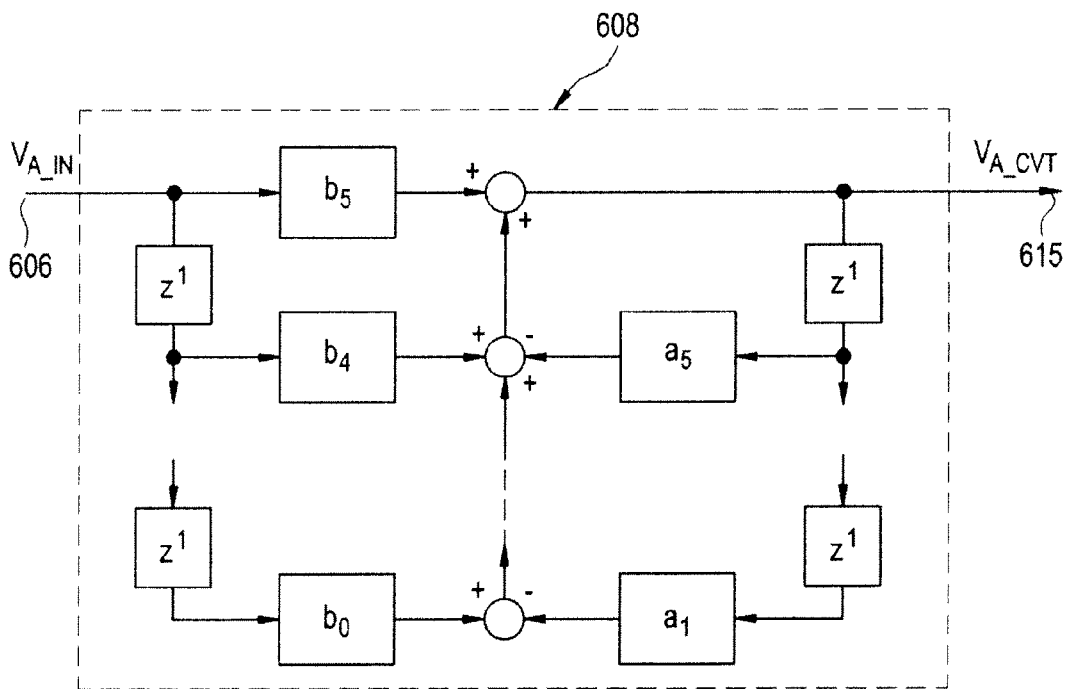 608
V_A_IN
b₅
+
+
V_A_CVT
606
z¹
z¹
615
b₄
+
-
+
a₅
z¹
b₀
+
-
a₁
z¹